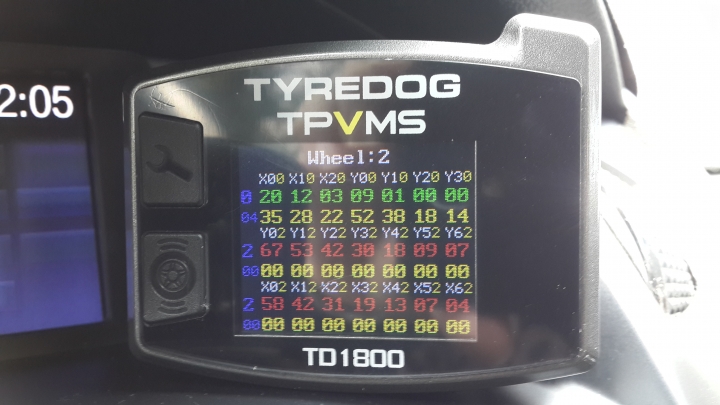 2:05
TYREDOG
TPVMS
Wheel:2
X00 X10 X20 Y00 Y10 Y20 Y30
0 20 12 03 09 01 00 00
04 35 28 22 52 38 18 14
Y02 Y12 Y22 Y32 Y42 Y52 Y62
2 67 53 42 30 18 09 07
00 00 00 00 00 00 00 00
X02 X12 X22 X32 X42 X52 X62
2 58 42 31 19 13 07 04
00 00 00 00 00 00 00 00
TD1800